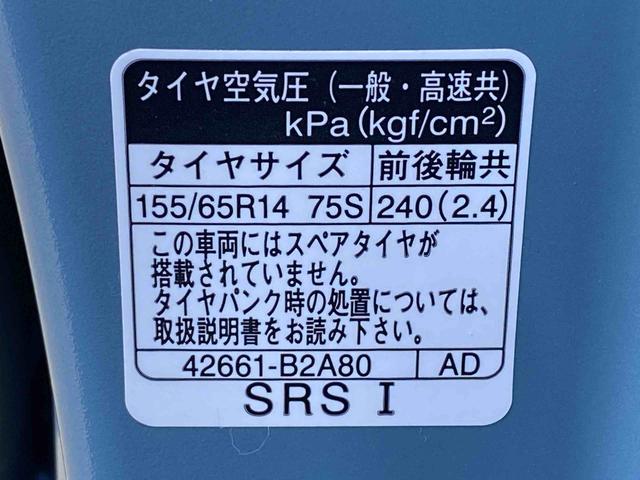 タイヤ空気圧 (一般・高速共)
kPa(kgf/cm²)
タイヤサイズ 前後輪共
155/65R14 75S 240(2.4)
この車両にはスペアタイヤが
搭載されていません。
タイヤパンク時の処置については、
取扱説明書をお読み下さい。
42661-B2A80 AD
SRS I